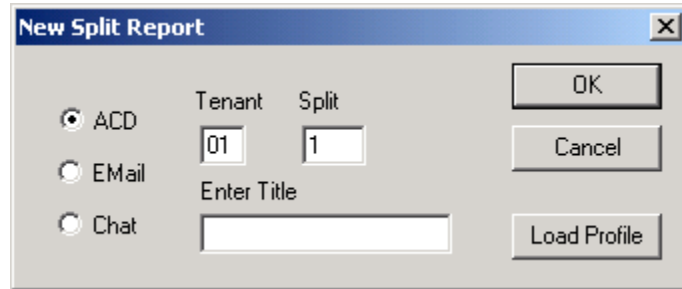 New Split Report
Tenant Split
ACD
01 1
EMail
Enter Title
Chat
OK
Cancel
Load Profile